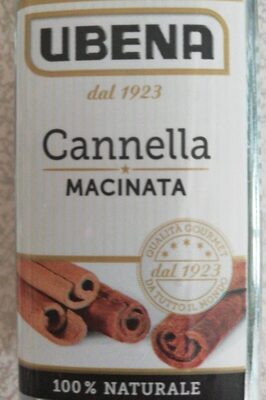 UBENA
dal 1923
Cannella
MACINATA
QUALITÀ GOURMET
dal 1923
DA TUTTO IL MONDO
100% NATURALE